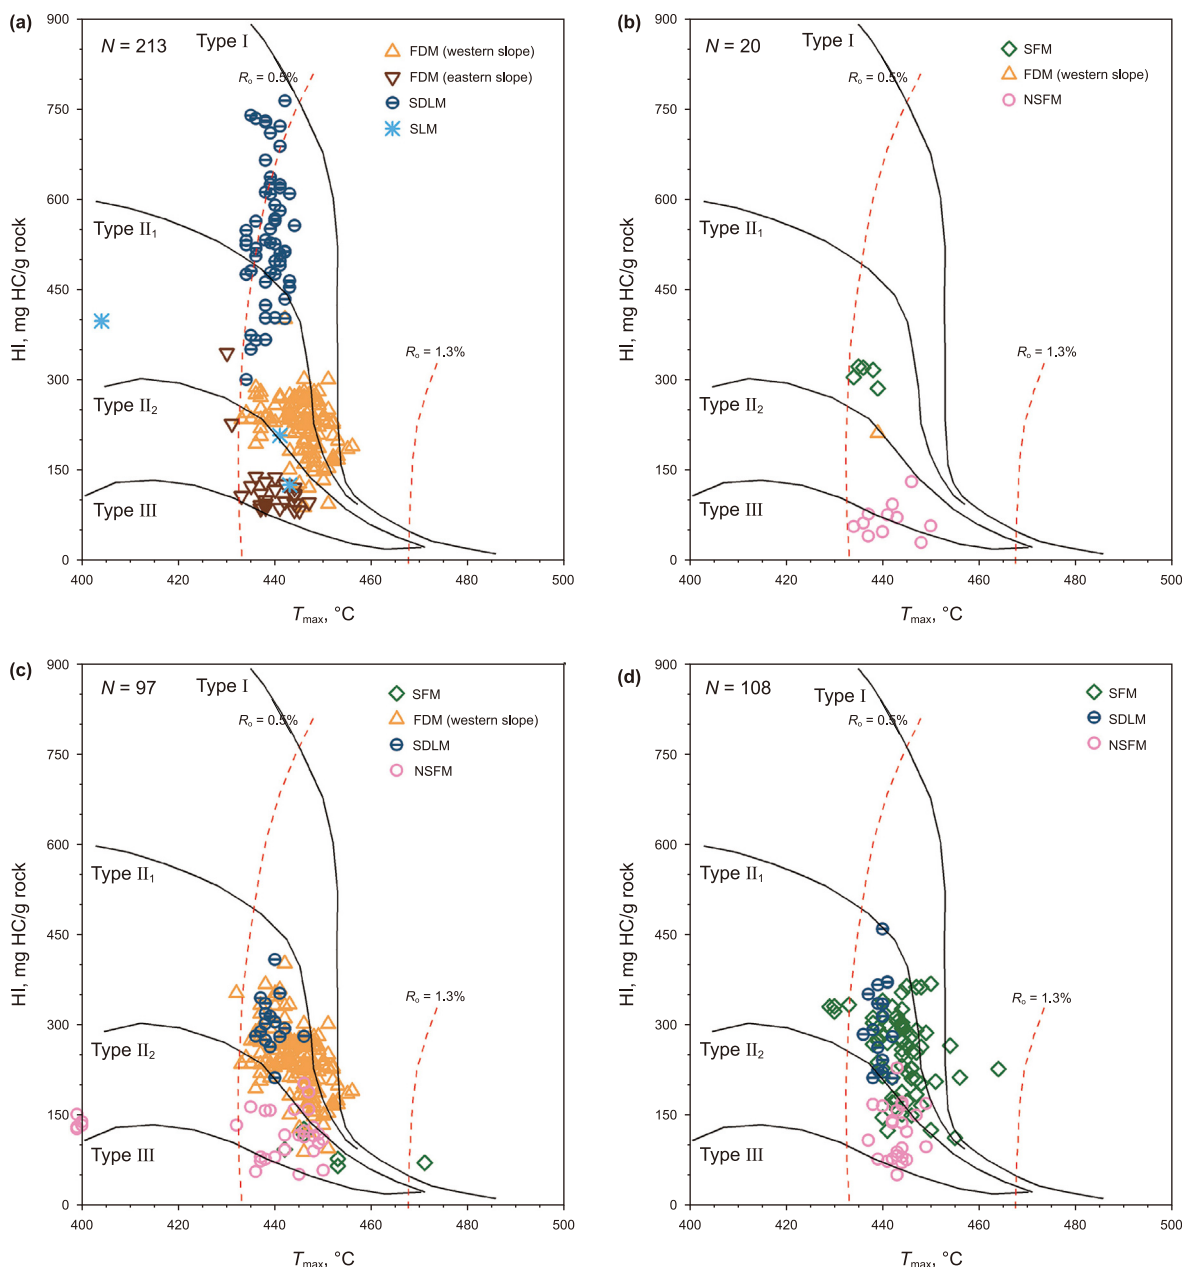 (a)
N = 213
Type I
FDM (western slope)
FDM (eastern slope)
SDLM
SLM
Rₒ = 0.5%
Type II₁
Rₒ = 1.3%
Type II₂
Type III
HI, mg HC/g rock
900
750
600
450
300
150
0
400
420
440
460
480
500
Tmax, °C
(b)
N = 20
Type I
SFM
FDM (western slope)
NSFM
Rₒ = 0.5%
Type II₁
Rₒ = 1.3%
Type II₂
Type III
HI, mg HC/g rock
900
750
600
450
300
150
0
400
420
440
460
480
500
Tmax, °C
(c)
N = 97
Type I
SFM
FDM (western slope)
SDLM
NSFM
Rₒ = 0.5%
Type II₁
Rₒ = 1.3%
Type II₂
Type III
HI, mg HC/g rock
900
750
600
450
300
150
0
400
420
440
460
480
500
Tmax, °C
(d)
N = 108
Type I
SFM
SDLM
NSFM
Rₒ = 0.5%
Type II₁
Rₒ = 1.3%
Type II₂
Type III
HI, mg HC/g rock
900
750
600
450
300
150
0
400
420
440
460
480
500
Tmax, °C